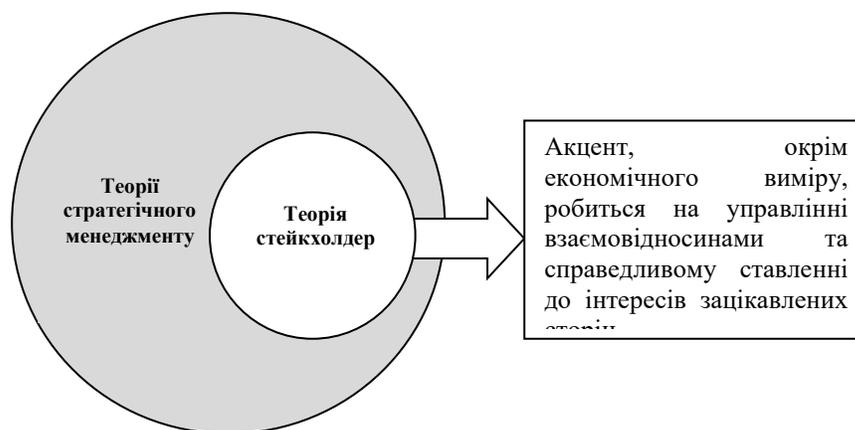 Теорії
стратегічного
менеджменту
Теорія
стейкхолдер
Акцент, окрім
економічного виміру,
робиться на управлінні
взаємовідносинами та
справедливому ставленні
до інтересів зацікавлених